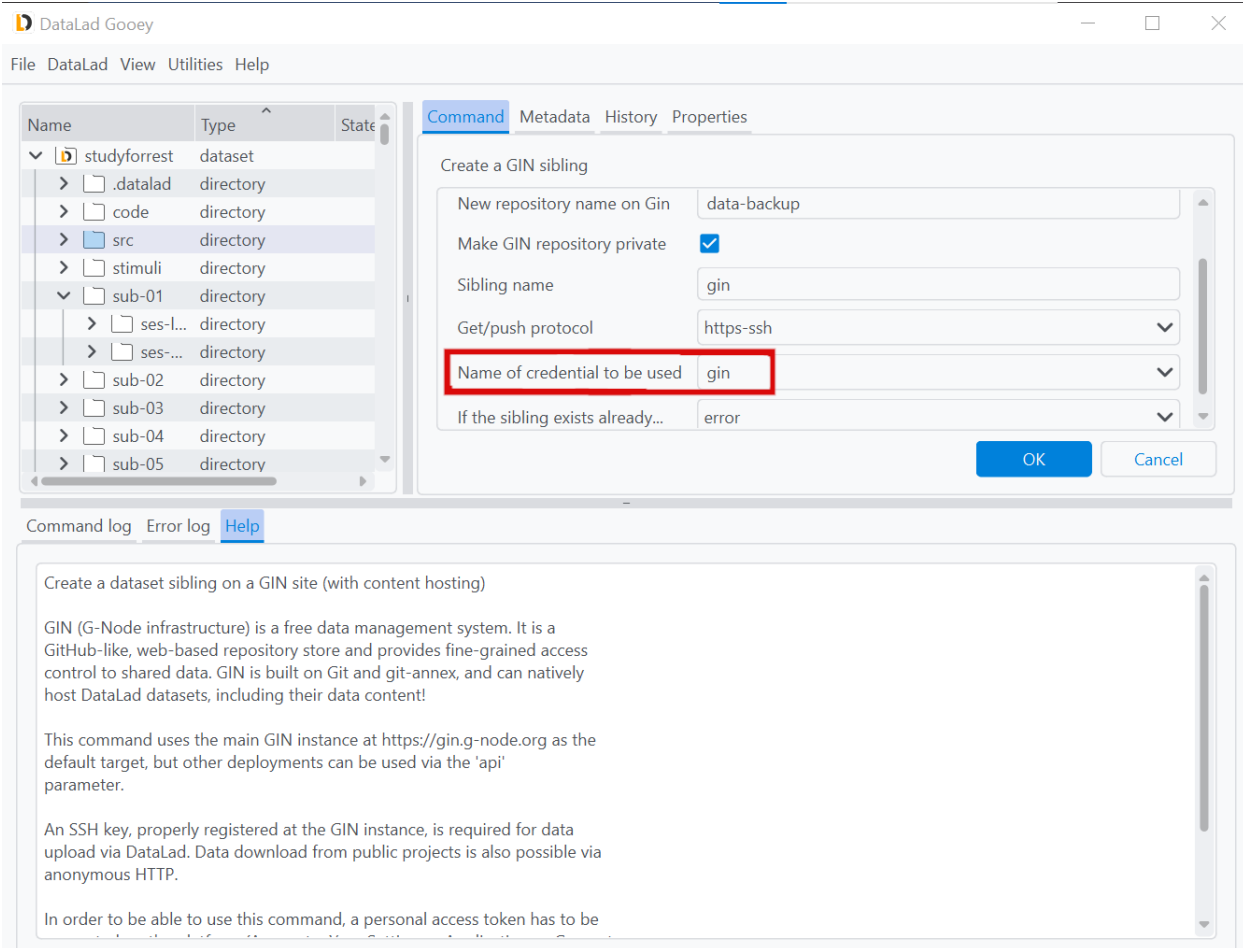 DataLad Gooey
File DataLad View Utilities Help
Name Type State
studyforrest dataset
.datalad directory
code directory
src directory
stimuli directory
sub-01 directory
ses-l... directory
ses-... directory
sub-02 directory
sub-03 directory
sub-04 directory
sub-05 directory
Command Metadata History Properties
Create a GIN sibling
New repository name on Gin data-backup
Make GIN repository private
Sibling name gin
Get/push protocol https-ssh
Name of credential to be used gin
If the sibling exists already... error
OK Cancel
Command log Error log Help
Create a dataset sibling on a GIN site (with content hosting)
GIN (G-Node infrastructure) is a free data management system. It is a
GitHub-like, web-based repository store and provides fine-grained access
control to shared data. GIN is built on Git and git-annex, and can natively
host DataLad datasets, including their data content!
This command uses the main GIN instance at https://gin.g-node.org as the
default target, but other deployments can be used via the 'api'
parameter.
An SSH key, properly registered at the GIN instance, is required for data
upload via DataLad. Data download from public projects is also possible via
anonymous HTTP.
In order to be able to use this command, a personal access token has to be